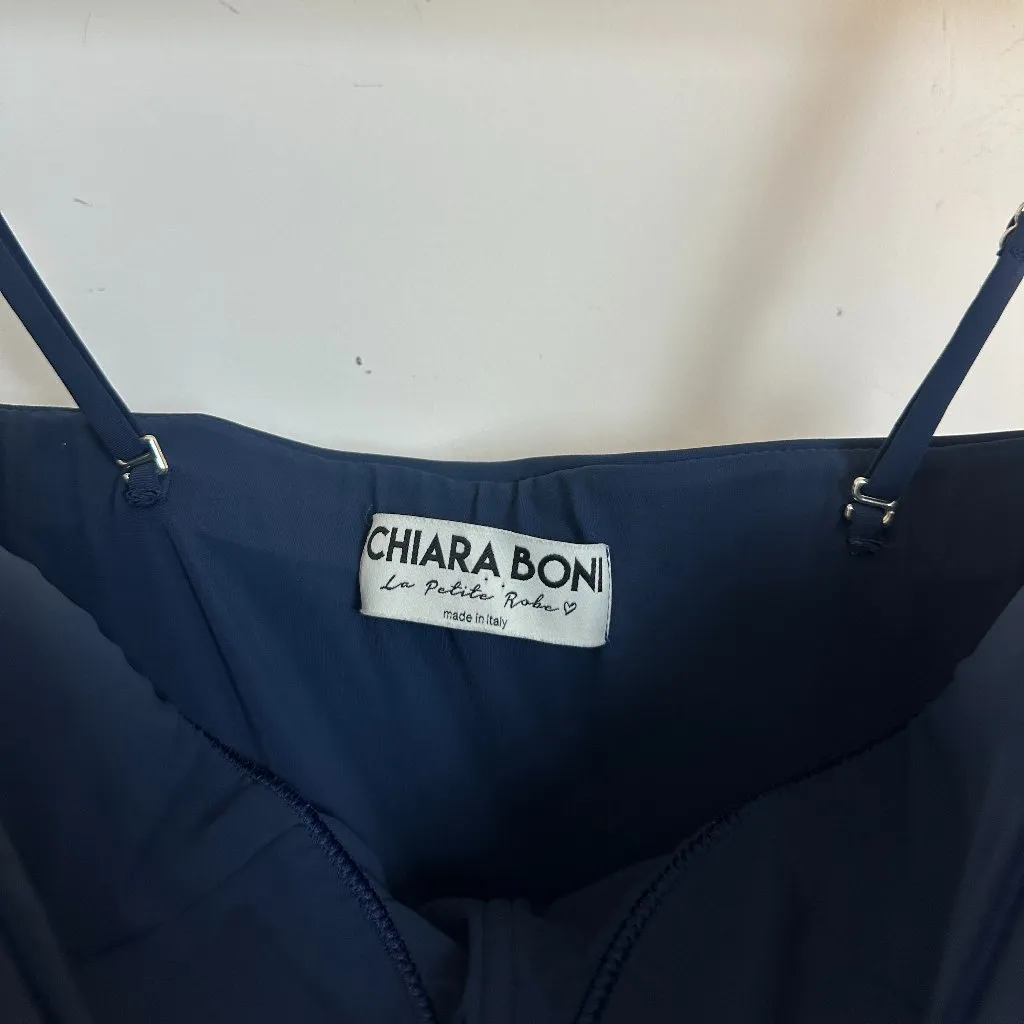 CHIARA BONI
La Petite Robe ♡
made in italy